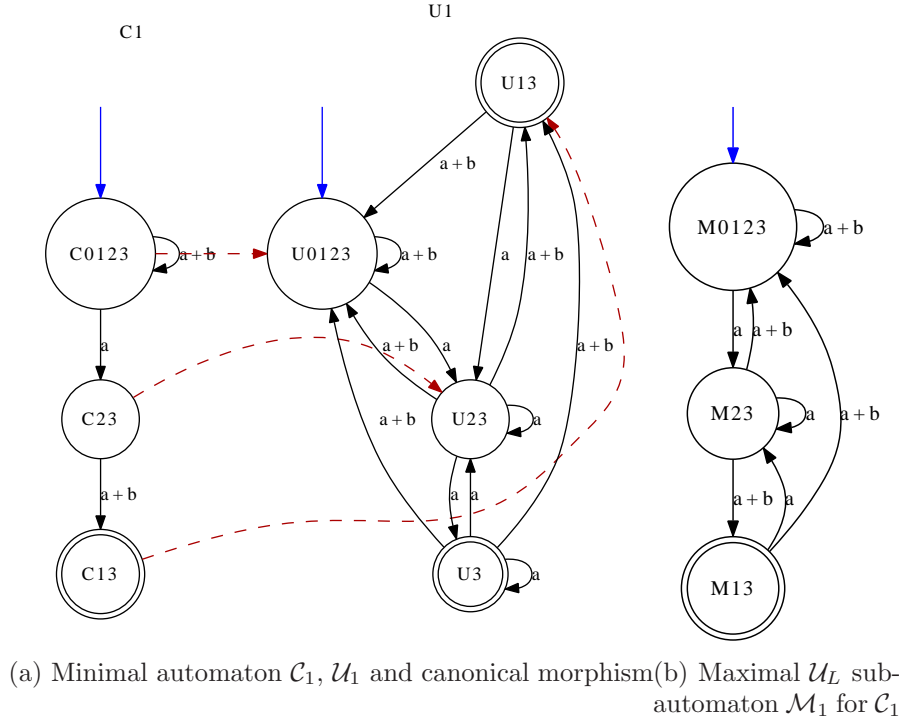 C1
U1
U13
a + b
C0123
a + b
U0123
a + b
a
a + b
M0123
a + b
a
a + b
a
a + b
a
a + b
C23
a + b
U23
a
M23
a
a + b
a + b
a
a
a + b
a
C13
U3
a
M13
(a) Minimal automaton C₁, U₁ and canonical morphism(b) Maximal U_L sub-
automaton M₁ for C₁